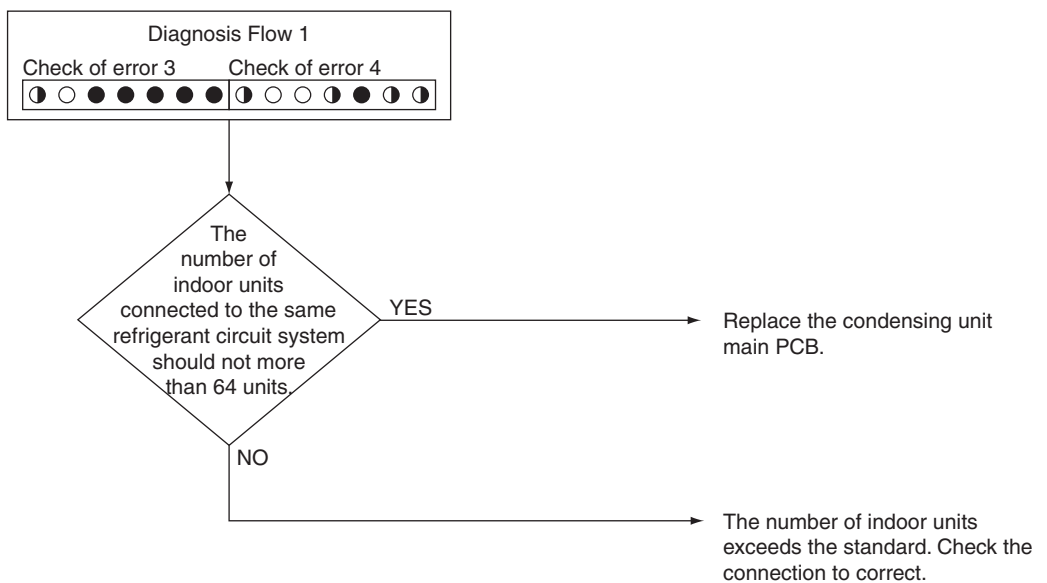 Diagnosis Flow 1
Check of error 3 Check of error 4
The
number of
indoor units
connected to the same
refrigerant circuit system
should not more
than 64 units.
YES
Replace the condensing unit
main PCB.
NO
The number of indoor units
exceeds the standard. Check the
connection to correct.